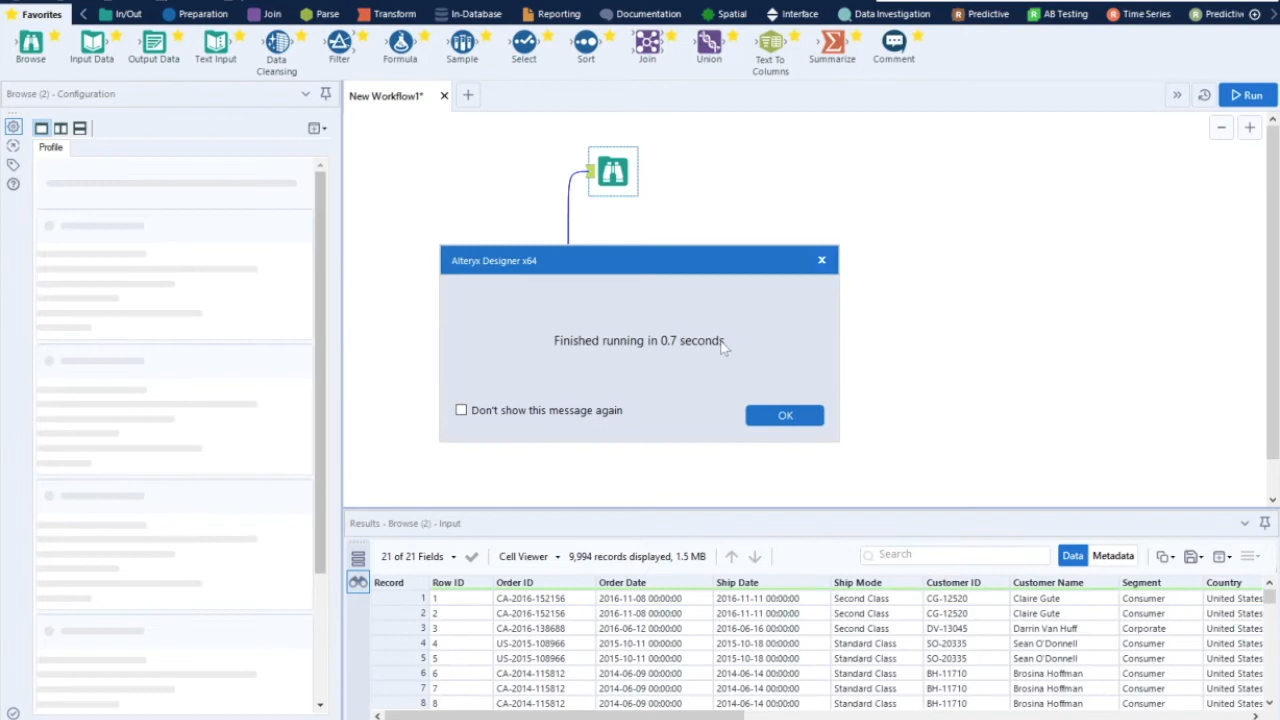 Favorites In/Out Preparation Join Parse Transform In-Database Reporting Documentation Spatial Interface Data Investigation Predictive AB Testing Time Series Predictive
Browse Input Data Output Data Text Input Data Cleansing Filter Formula Sample Select Sort Join Union Text To Columns Summarize Comment
Browse (2) - Configuration
New Workflow1*
Run
Profile
Alteryx Designer x64
Finished running in 0.7 seconds
Don't show this message again
OK
Results - Browse (2) - Input
21 of 21 Fields Cell Viewer 9,994 records displayed, 1.5 MB Search Data Metadata
Record Row ID Order ID Order Date Ship Date Ship Mode Customer ID Customer Name Segment Country
1 1 CA-2016-152156 2016-11-08 00:00:00 2016-11-11 00:00:00 Second Class CG-12520 Claire Gute Consumer United States
2 2 CA-2016-152156 2016-11-08 00:00:00 2016-11-11 00:00:00 Second Class CG-12520 Claire Gute Consumer United States
3 3 CA-2016-138688 2016-06-12 00:00:00 2016-06-16 00:00:00 Second Class DV-13045 Darrin Van Huff Corporate United States
4 4 US-2015-108966 2015-10-11 00:00:00 2015-10-18 00:00:00 Standard Class SO-20335 Sean O'Donnell Consumer United States
5 5 US-2015-108966 2015-10-11 00:00:00 2015-10-18 00:00:00 Standard Class SO-20335 Sean O'Donnell Consumer United States
6 6 CA-2014-115812 2014-06-09 00:00:00 2014-06-14 00:00:00 Standard Class BH-11710 Brosina Hoffman Consumer United States
7 7 CA-2014-115812 2014-06-09 00:00:00 2014-06-14 00:00:00 Standard Class BH-11710 Brosina Hoffman Consumer United States
8 8 CA-2014-115812 2014-06-09 00:00:00 2014-06-14 00:00:00 Standard Class BH-11710 Brosina Hoffman Consumer United States